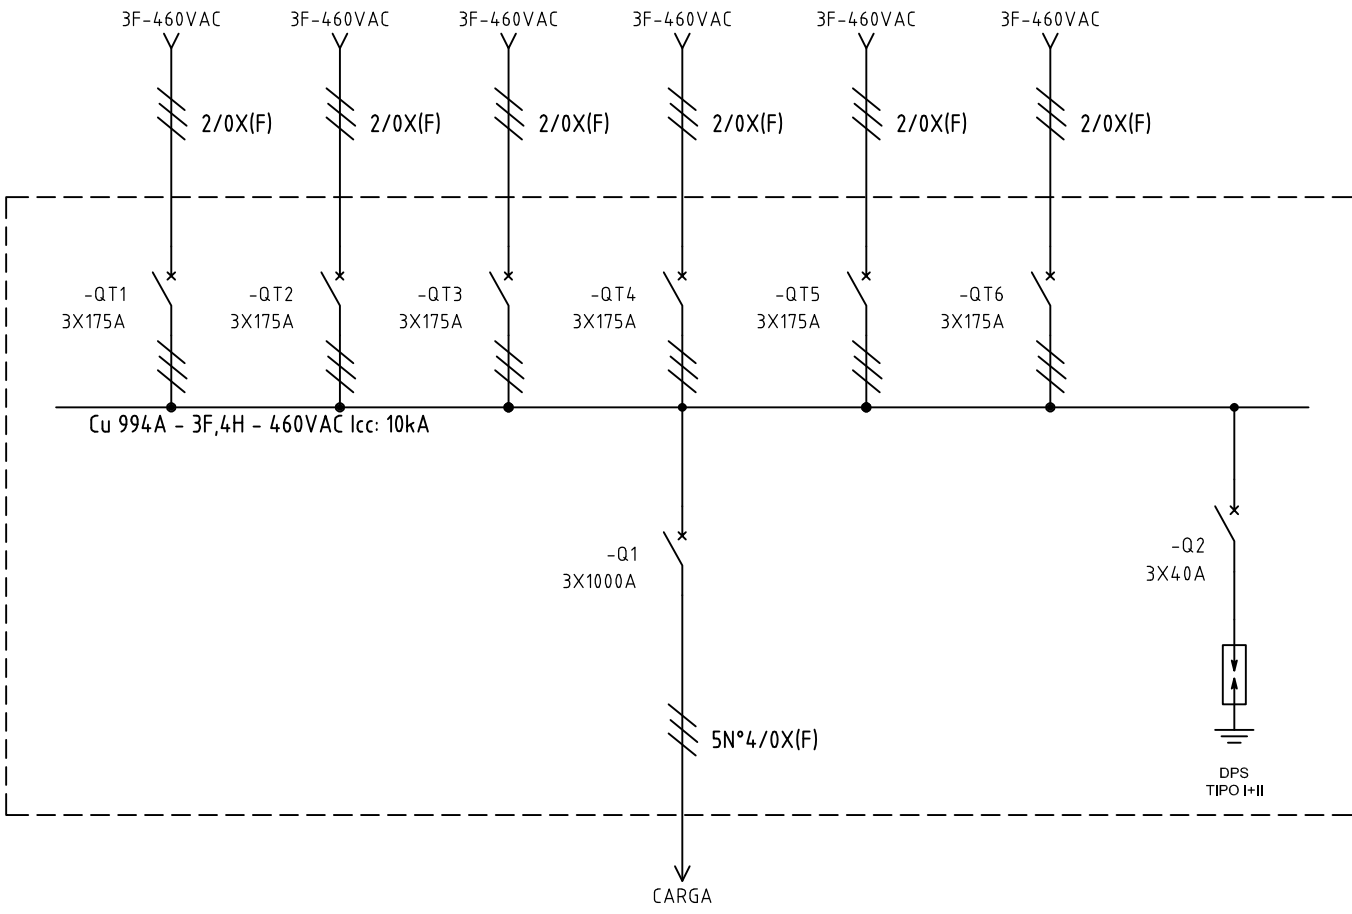 3F-460VAC
3F-460VAC
3F-460VAC
3F-460VAC
3F-460VAC
3F-460VAC
2/0X(F)
2/0X(F)
2/0X(F)
2/0X(F)
2/0X(F)
2/0X(F)
-QT1
3X175A
-QT2
3X175A
-QT3
3X175A
-QT4
3X175A
-QT5
3X175A
-QT6
3X175A
Cu 994A - 3F,4H - 460VAC Icc: 10kA
-Q1
3X1000A
-Q2
3X40A
5N°4/0X(F)
DPS
TIPO I+II
CARGA